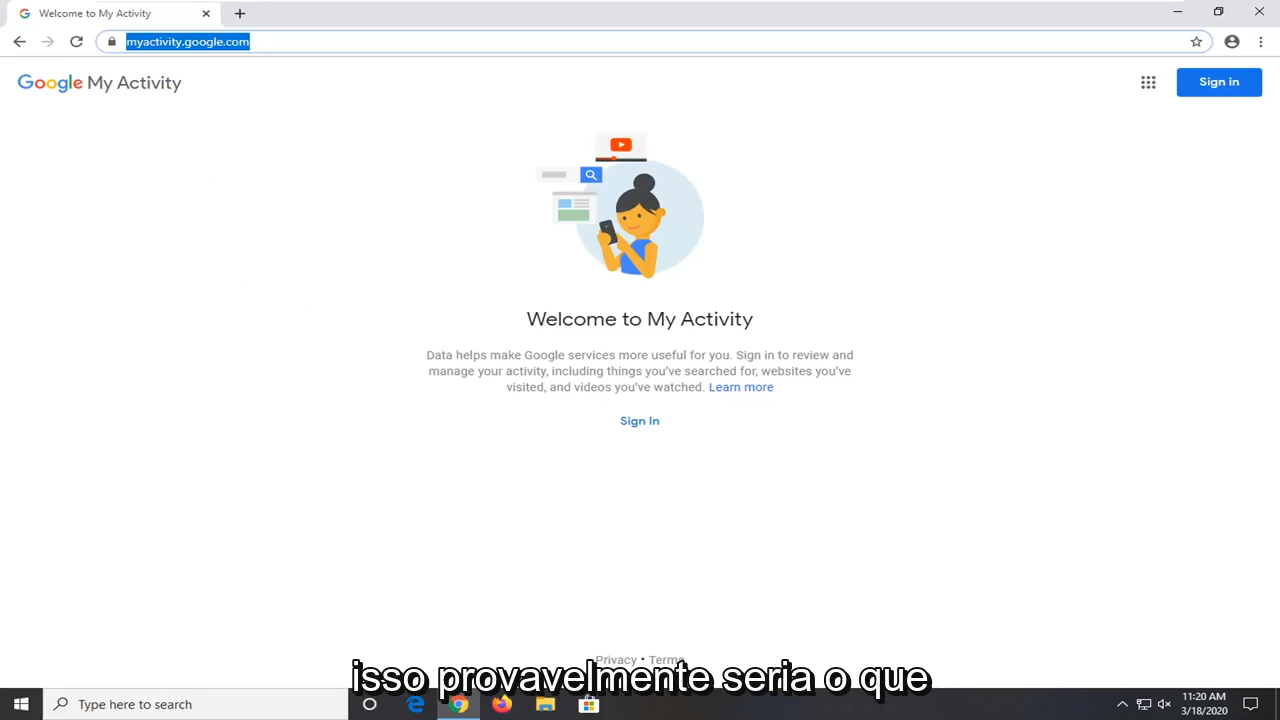 Welcome to My Activity
myactivity.google.com
Google My Activity
Sign in
Welcome to My Activity
Data helps make Google services more useful for you. Sign in to review and
manage your activity, including things you've searched for, websites you've
visited, and videos you've watched. Learn more
Sign In
Privacy • Terms
isso provavelmente seria o que
Type here to search
11:20 AM
3/18/2020